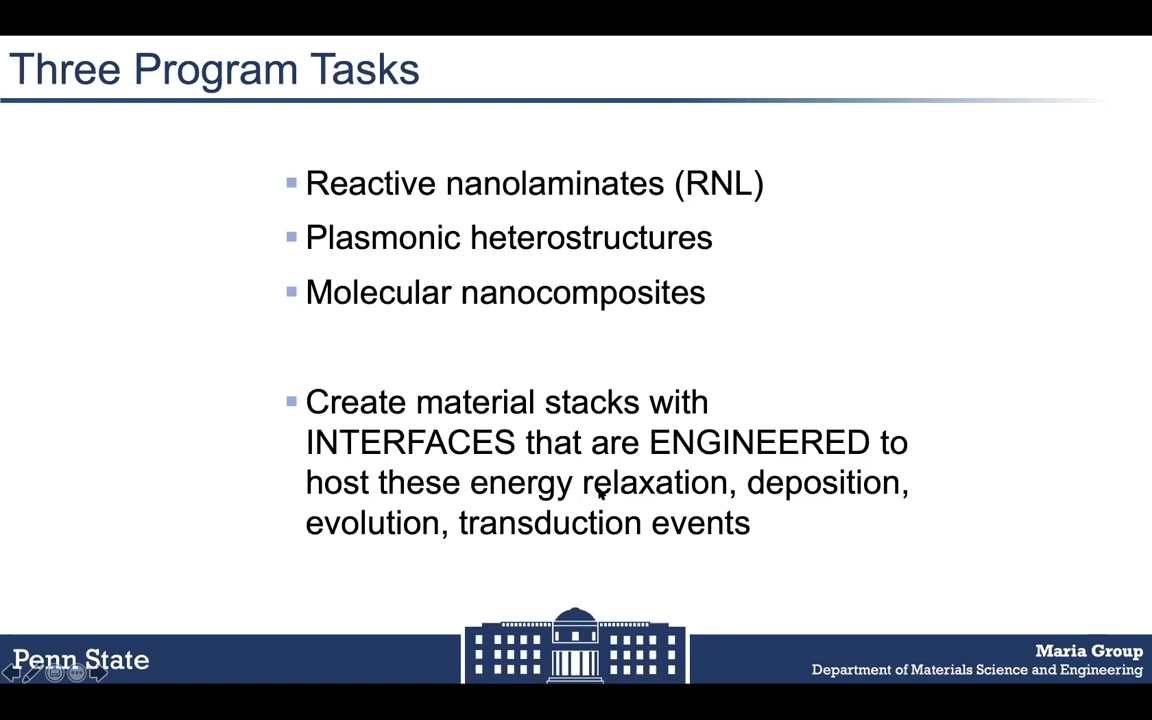 Three Program Tasks
Reactive nanolaminates (RNL)
Plasmonic heterostructures
Molecular nanocomposites
Create material stacks with
INTERFACES that are ENGINEERED to
host these energy relaxation, deposition,
evolution, transduction events
Penn State
Maria Group
Department of Materials Science and Engineering